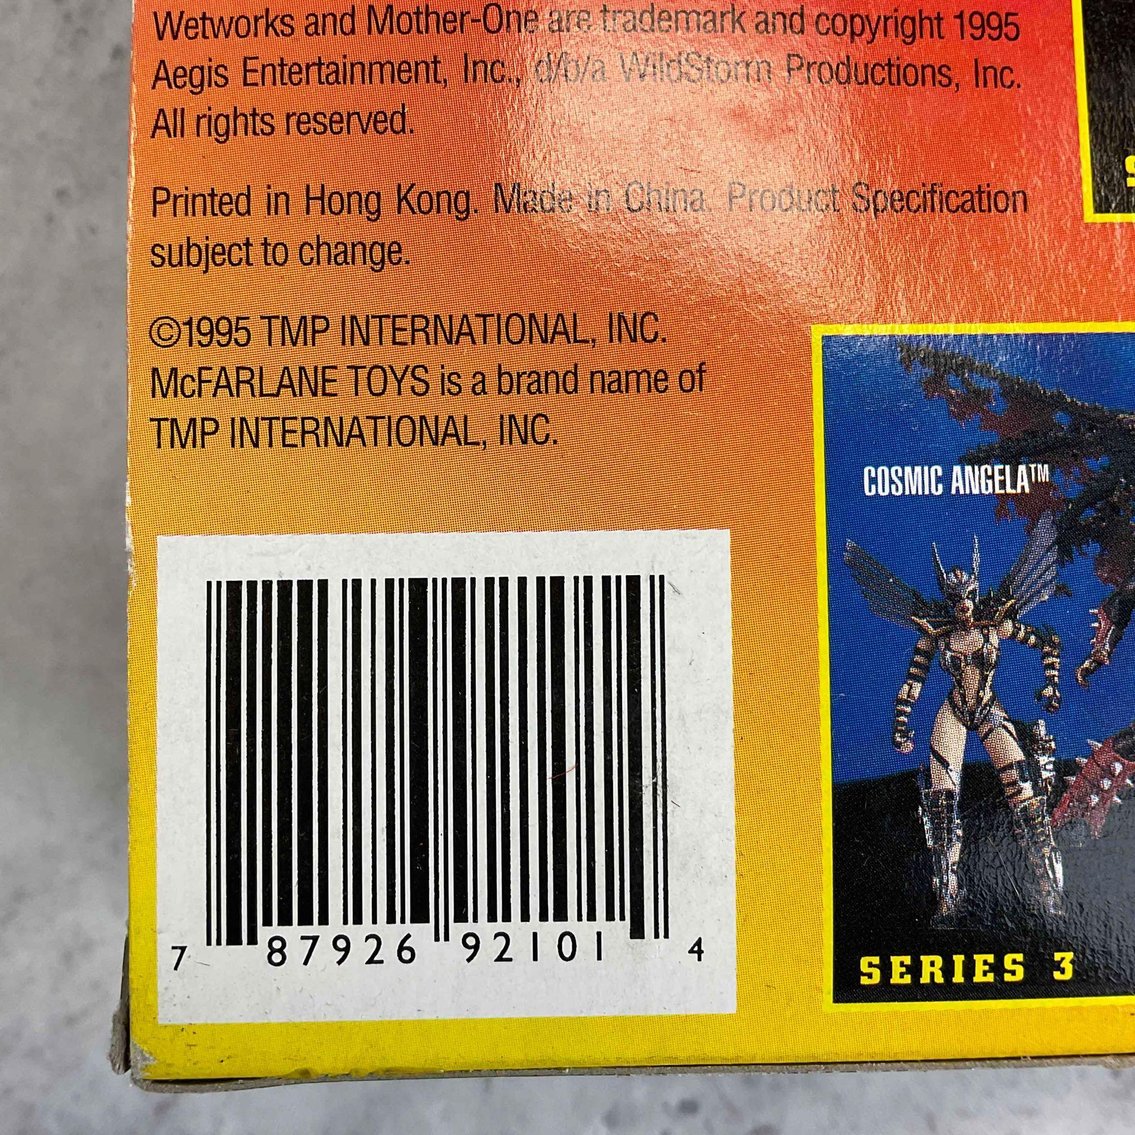 Wetworks and Mother-One are trademark and copyright 1995
Aegis Entertainment, Inc., d/b/a WildStorm Productions, Inc.
All rights reserved.
Printed in Hong Kong. Made in China. Product Specification
subject to change.
©1995 TMP INTERNATIONAL, INC.
McFARLANE TOYS is a brand name of
TMP INTERNATIONAL, INC.
COSMIC ANGELA™
SERIES 3
7 87926 92101 4